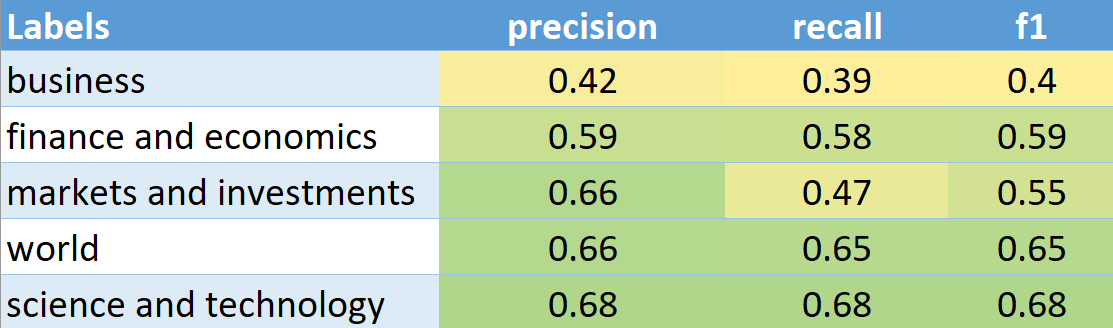 Labels precision recall f1
business 0.42 0.39 0.4
finance and economics 0.59 0.58 0.59
markets and investments 0.66 0.47 0.55
world 0.66 0.65 0.65
science and technology 0.68 0.68 0.68